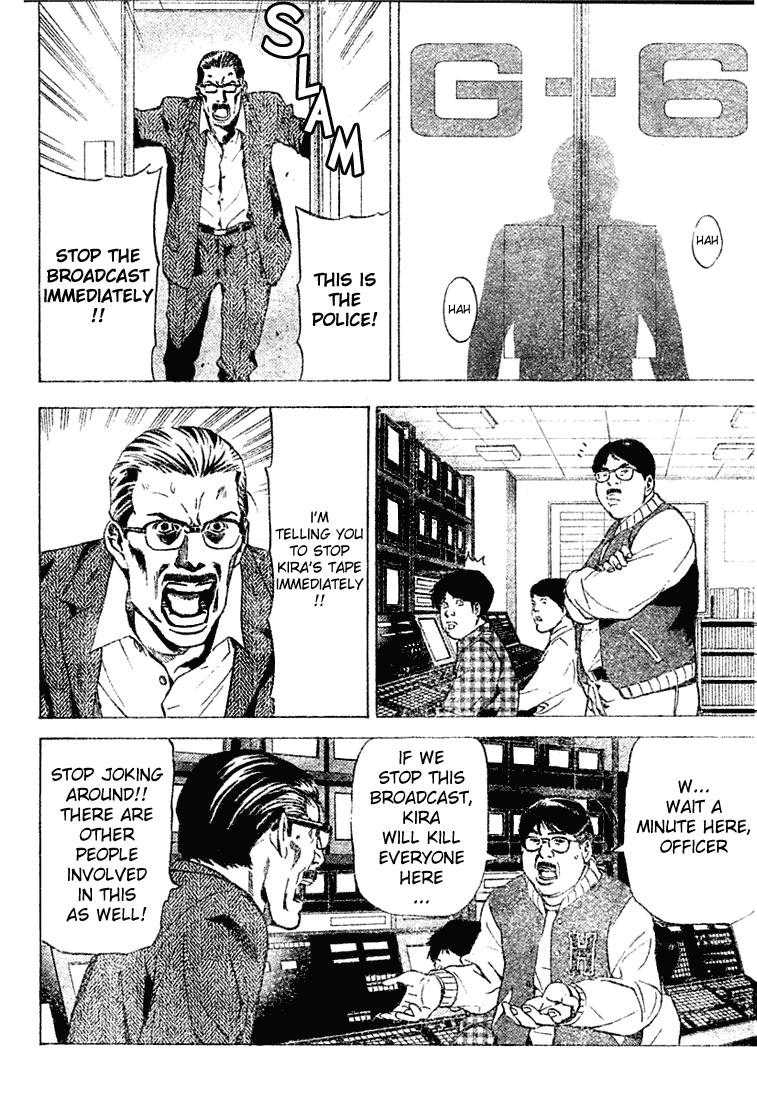 G-6
HAH
HAH
SLAM
THIS IS
THE
POLICE!
STOP THE
BROADCAST
IMMEDIATELY
!!
I'M
TELLING YOU
TO STOP
KIRA'S TAPE
IMMEDIATELY
!!
W...
WAIT A
MINUTE HERE,
OFFICER
IF WE
STOP THIS
BROADCAST,
KIRA
WILL KILL
EVERYONE
HERE
...
STOP JOKING
AROUND!!
THERE ARE
OTHER
PEOPLE
INVOLVED
IN THIS
AS WELL!